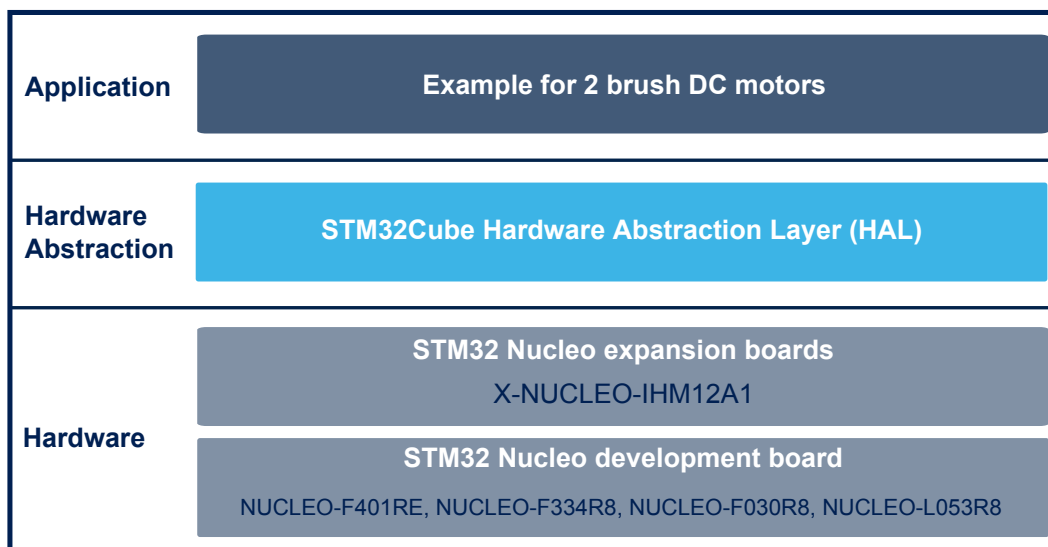 Application
Example for 2 brush DC motors
Hardware
Abstraction
STM32Cube Hardware Abstraction Layer (HAL)
Hardware
STM32 Nucleo expansion boards
X-NUCLEO-IHM12A1
STM32 Nucleo development board
NUCLEO-F401RE, NUCLEO-F334R8, NUCLEO-F030R8, NUCLEO-L053R8